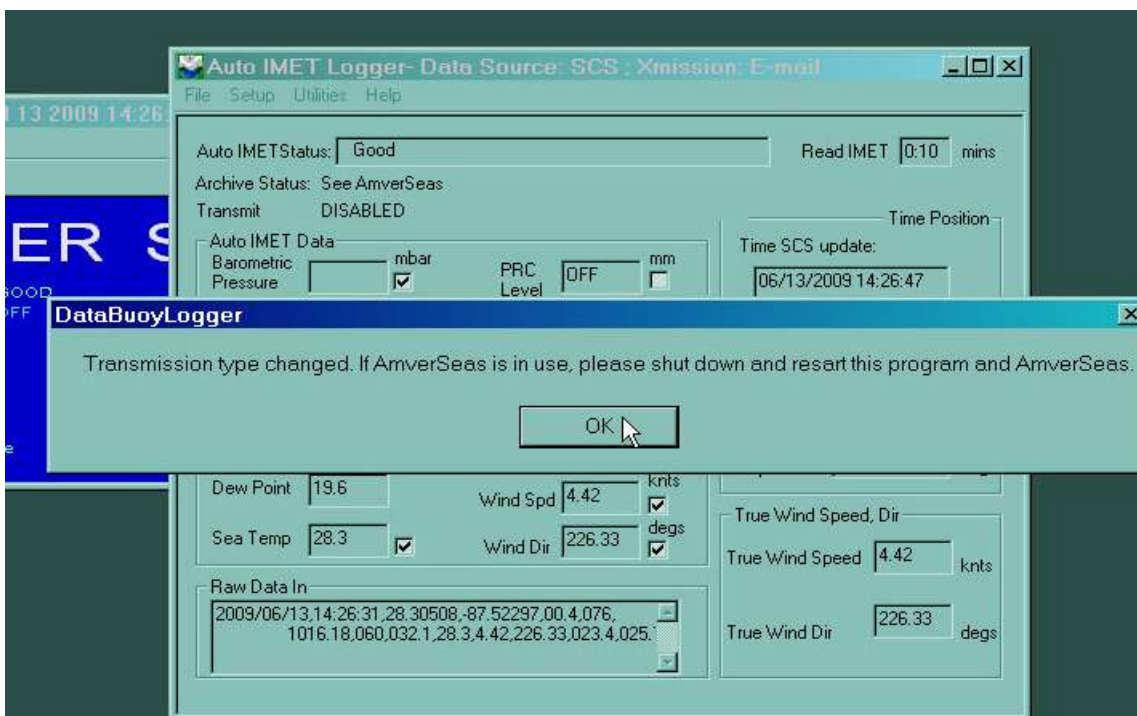 Auto IMET Logger- Data Source: SCS ; Xmission: E-mail
File Setup Utilities Help
13 2009 14:26
Auto IMETStatus: Good
Read IMET 0:10 mins
Archive Status: See AmverSeas
Transmit DISABLED
Time Position
ER S
Auto IMET Data
Time SCS update:
Barometric Pressure
mbar
PRC Level OFF
mm
06/13/2009 14:26:47
GOOD
OFF
DataBuoyLogger
Transmission type changed. If AmverSeas is in use, please shut down and resart this program and AmverSeas.
OK
Dew Point 19.6
Wind Spd 4.42 knts
True Wind Speed, Dir
Sea Temp 28.3
Wind Dir 226.33 degs
True Wind Speed 4.42 knts
Raw Data In
2009/06/13,14:26:31,28.30508,-87.52297,00.4,076,
1016.18,060,032.1,28.3,4.42,226.33,023.4,025.
True Wind Dir 226.33 degs